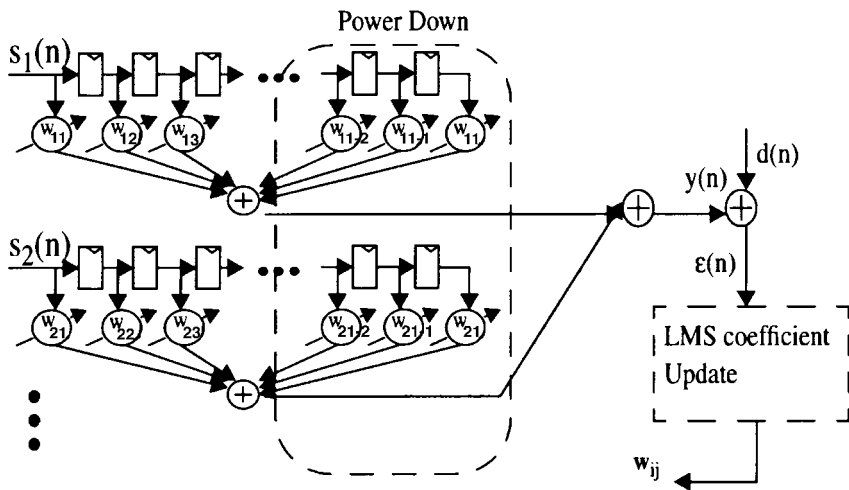 Power Down
s1(n)
w11 w12 w13 w11-2 w11-1 w11
d(n)
y(n)
s2(n)
ε(n)
w21 w22 w23 w21-2 w21-1 w21
LMS coefficient
Update
wij